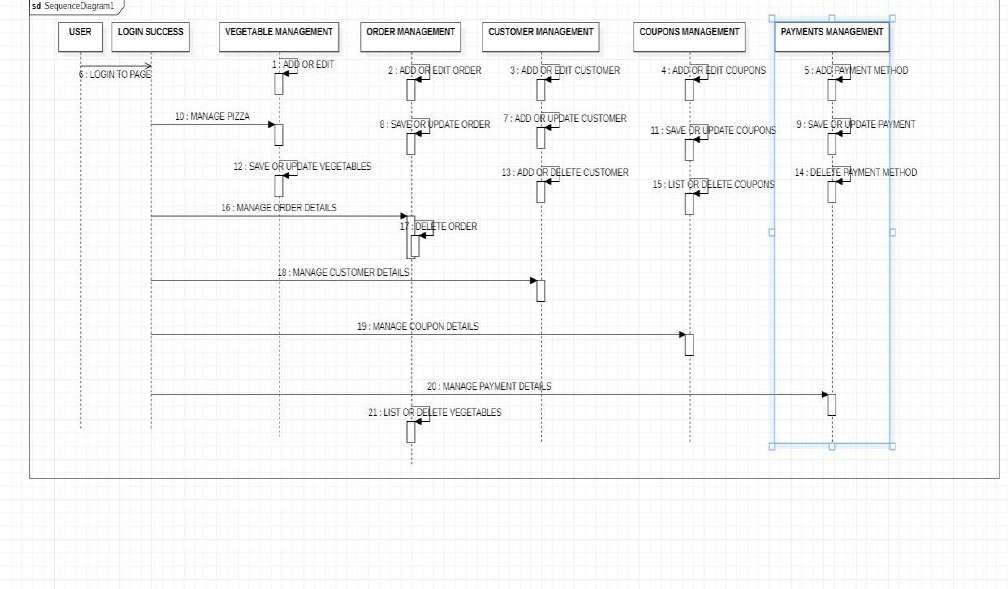 sd SequenceDiagram1
USER
LOGIN SUCCESS
VEGETABLE MANAGEMENT
ORDER MANAGEMENT
CUSTOMER MANAGEMENT
COUPONS MANAGEMENT
PAYMENTS MANAGEMENT
1 : ADD OR EDIT
6 : LOGIN TO PAGE
2 : ADD OR EDIT ORDER
3 : ADD OR EDIT CUSTOMER
4 : ADD OR EDIT COUPONS
5 : ADD PAYMENT METHOD
10 : MANAGE PIZZA
8 : SAVE OR UPDATE ORDER
7 : ADD OR UPDATE CUSTOMER
11 : SAVE OR UPDATE COUPONS
9 : SAVE OR UPDATE PAYMENT
12 : SAVE OR UPDATE VEGETABLES
13 : ADD OR DELETE CUSTOMER
15 : LIST OR DELETE COUPONS
14 : DELETE PAYMENT METHOD
16 : MANAGE ORDER DETAILS
17 : DELETE ORDER
18 : MANAGE CUSTOMER DETAILS
19 : MANAGE COUPON DETAILS
20 : MANAGE PAYMENT DETAILS
21 : LIST OR DELETE VEGETABLES